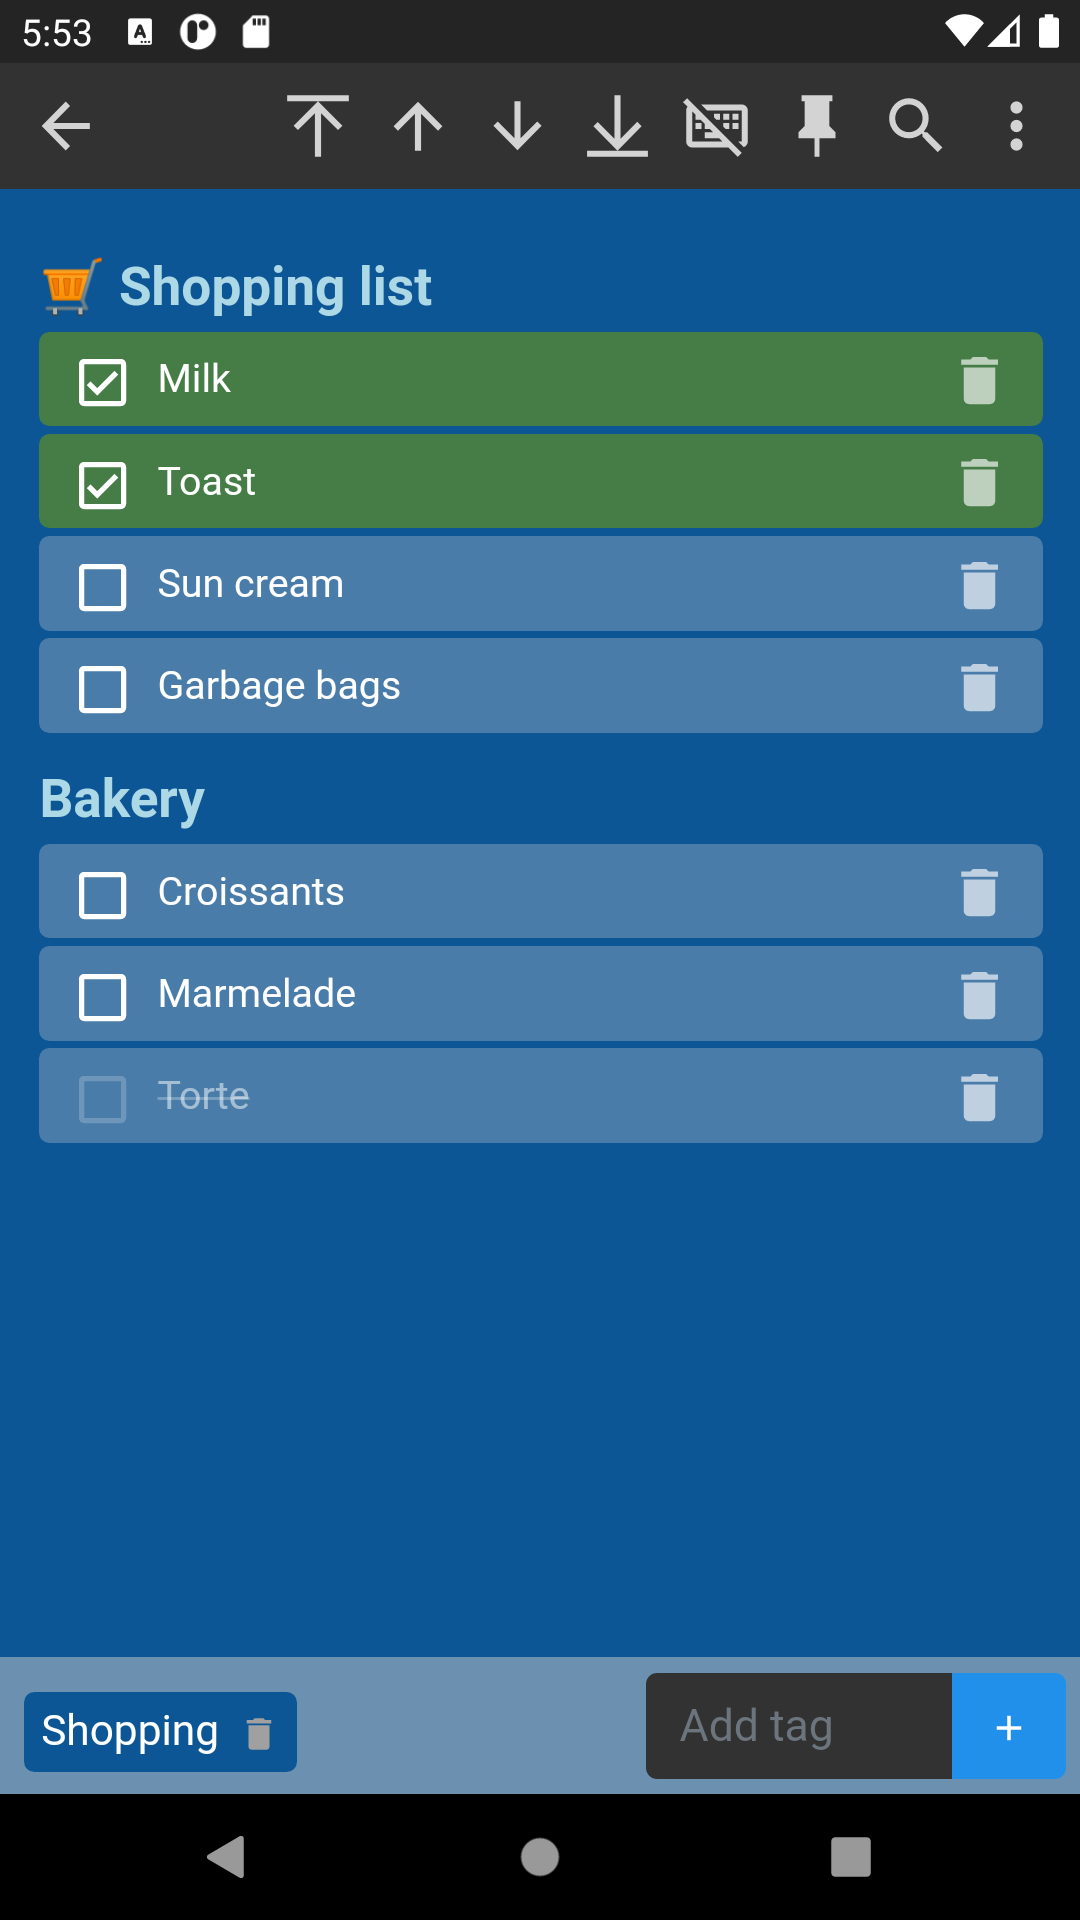 5:53
Shopping list
Milk
Toast
Sun cream
Garbage bags
Bakery
Croissants
Marmelade
Torte
Shopping
Add tag
+